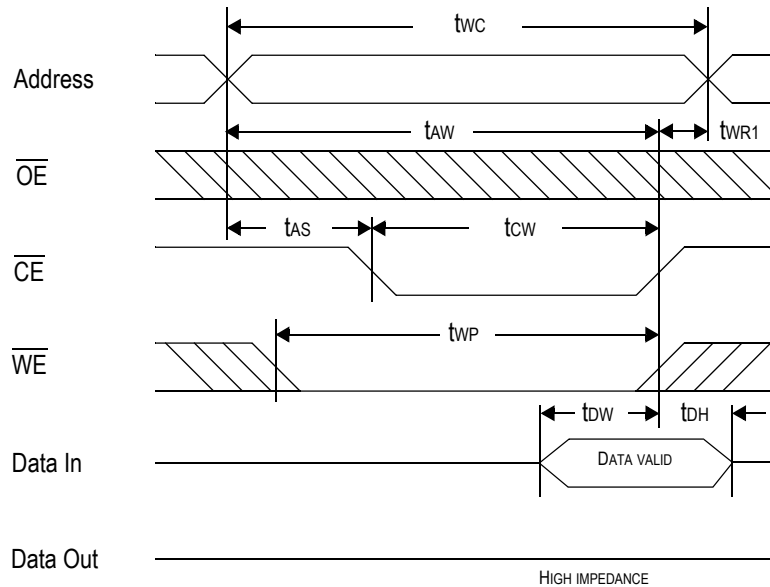 tWC
Address
tAW tWR1
OE
tAS tCW
CE
tWP
WE
tDW tDH
Data In DATA VALID
Data Out
HIGH IMPEDANCE